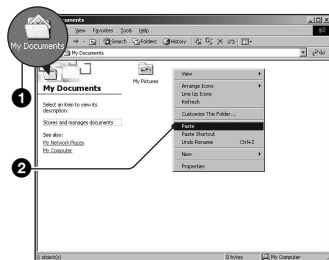 My Documents
View Favorites Tools Help
Search Folders History
My Documents
Go
My Documents
My Pictures
Select an item to view its
description.
Stores and manages documents
See also:
My Network Places
My Computer
View
Arrange Icons
Line Up Icons
Refresh
Customize This Folder...
Paste
Paste Shortcut
Undo Rename Ctrl+Z
New
Properties
1
2
1 object(s)
0 bytes
My Computer